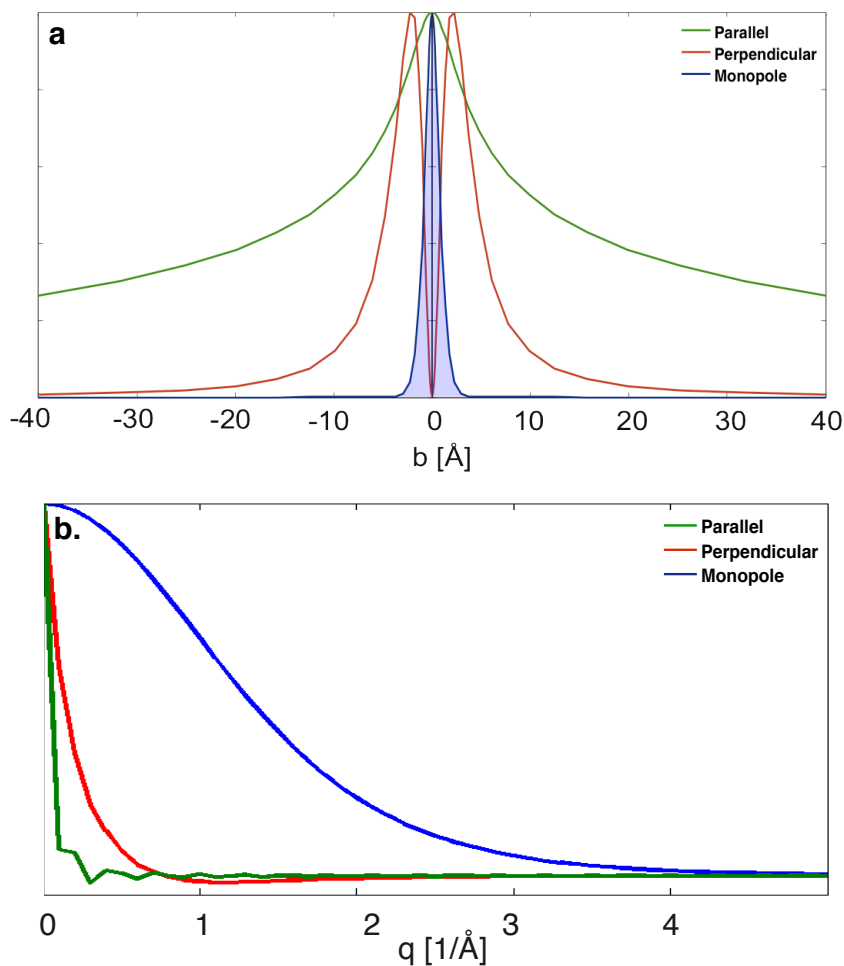 a
Parallel
Perpendicular
Monopole
-40 -30 -20 -10 0 10 20 30 40
b [Å]
b.
Parallel
Perpendicular
Monopole
0 1 2 3 4
q [1/Å]